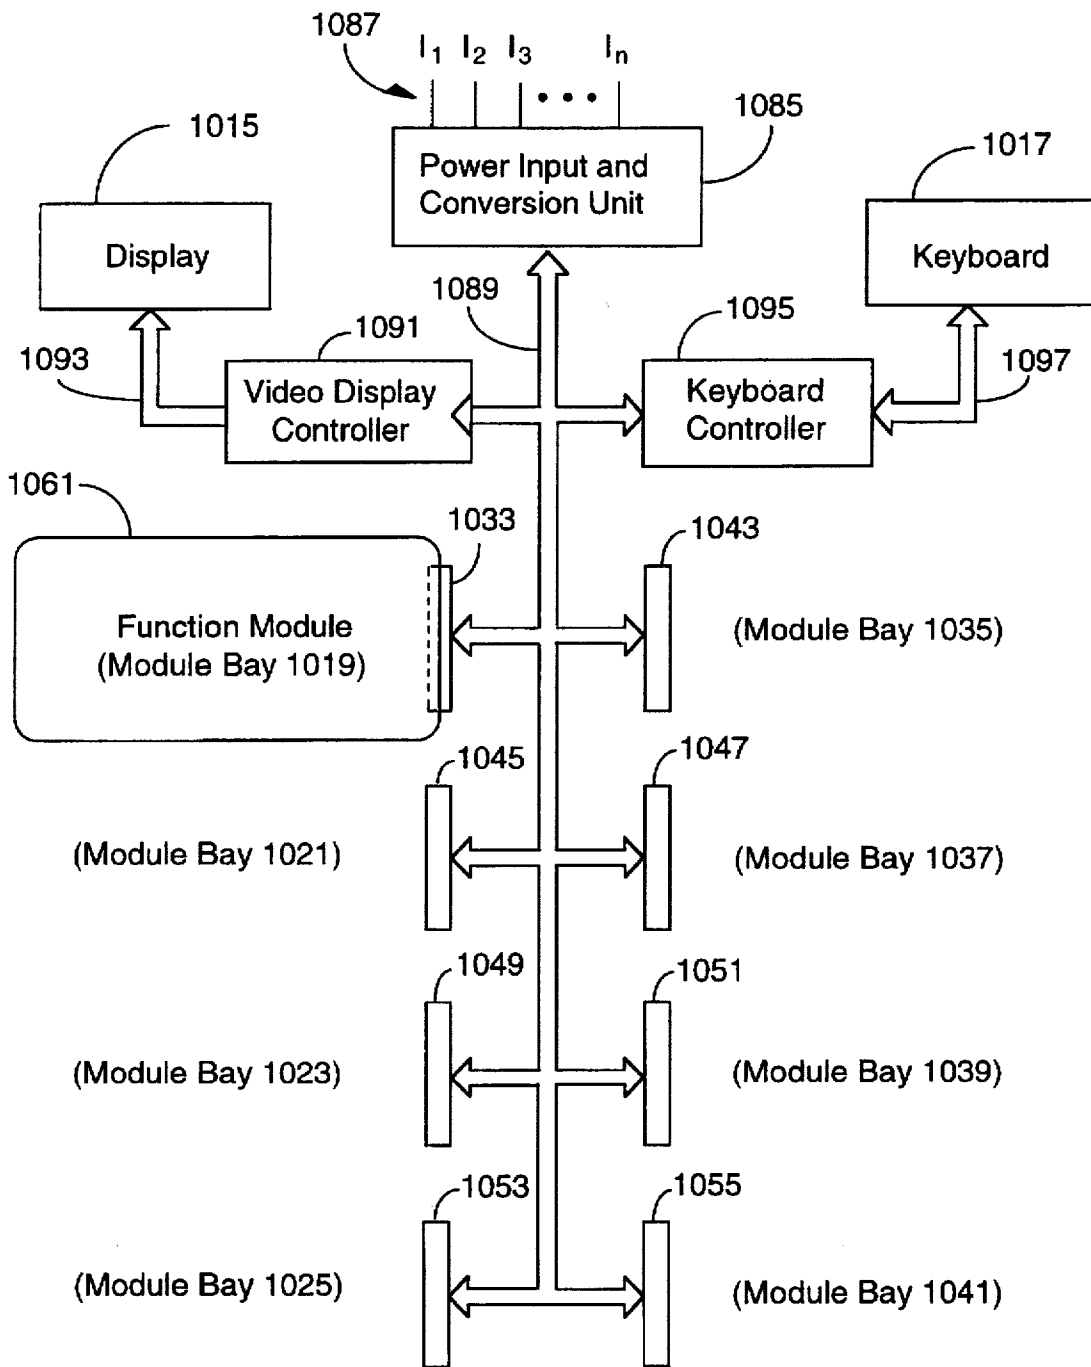 1087
I1 I2 I3 • • • In
1085
1015
1017
Power Input and
Conversion Unit
Display
Keyboard
1089
1091
1095
1093
1097
Video Display
Controller
Keyboard
Controller
1061
1033
1043
Function Module
(Module Bay 1019)
(Module Bay 1035)
1045
1047
(Module Bay 1021)
(Module Bay 1037)
1049
1051
(Module Bay 1023)
(Module Bay 1039)
1053
1055
(Module Bay 1025)
(Module Bay 1041)